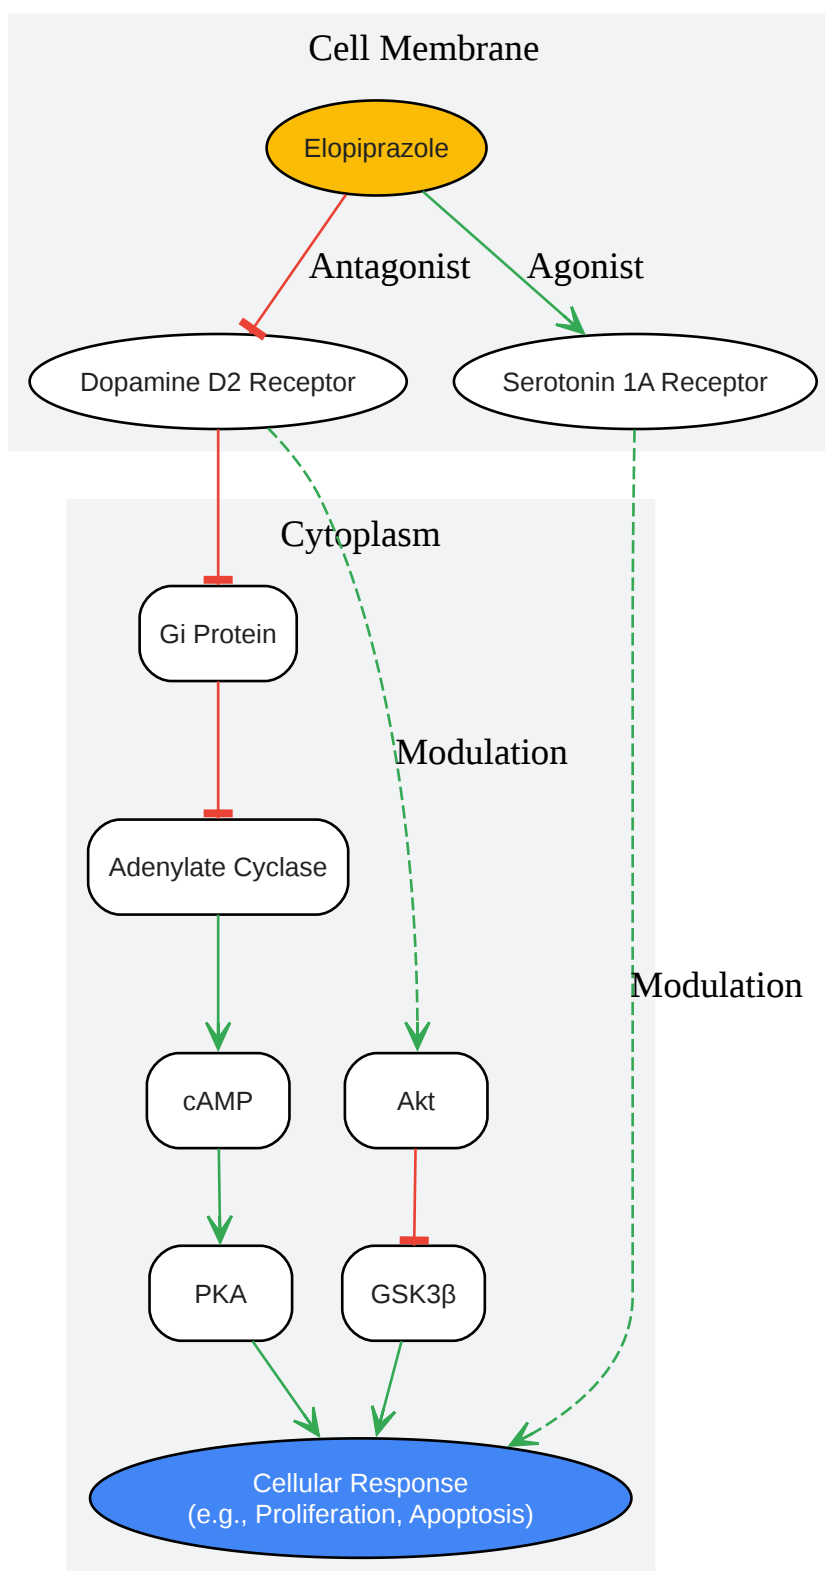 Cell Membrane
Elopiprazole
Antagonist
Agonist
Dopamine D2 Receptor
Serotonin 1A Receptor
Cytoplasm
Gi Protein
Modulation
Adenylate Cyclase
Modulation
cAMP
Akt
PKA
GSK3β
Cellular Response
(e.g., Proliferation, Apoptosis)